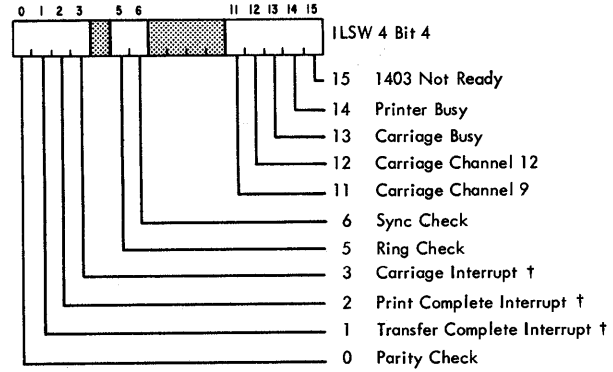 0 1 2 3 5 6 11 12 13 14 15
ILSW 4 Bit 4
15 1403 Not Ready
14 Printer Busy
13 Carriage Busy
12 Carriage Channel 12
11 Carriage Channel 9
6 Sync Check
5 Ring Check
3 Carriage Interrupt †
2 Print Complete Interrupt †
1 Transfer Complete Interrupt †
0 Parity Check